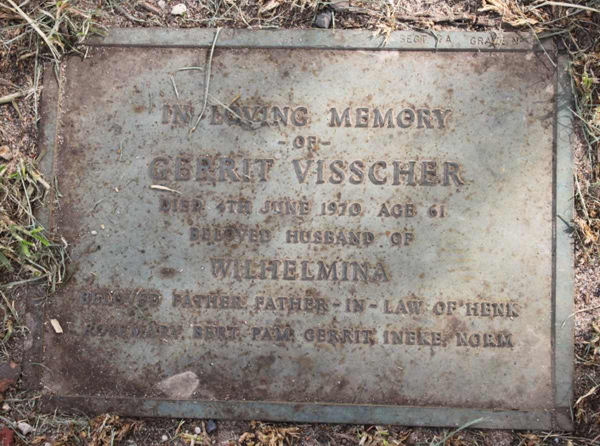 SECT GRAVE
IN LOVING MEMORY
-OF-
GERRIT VISSCHER
DIED 4TH JUNE 1970 AGE 61
BELOVED HUSBAND OF
WILHELMINA
BELOVED FATHER, FATHER-IN-LAW OF HENK
ROSEMARY, BERT, PAM, GERRIT, INEKE, NORM